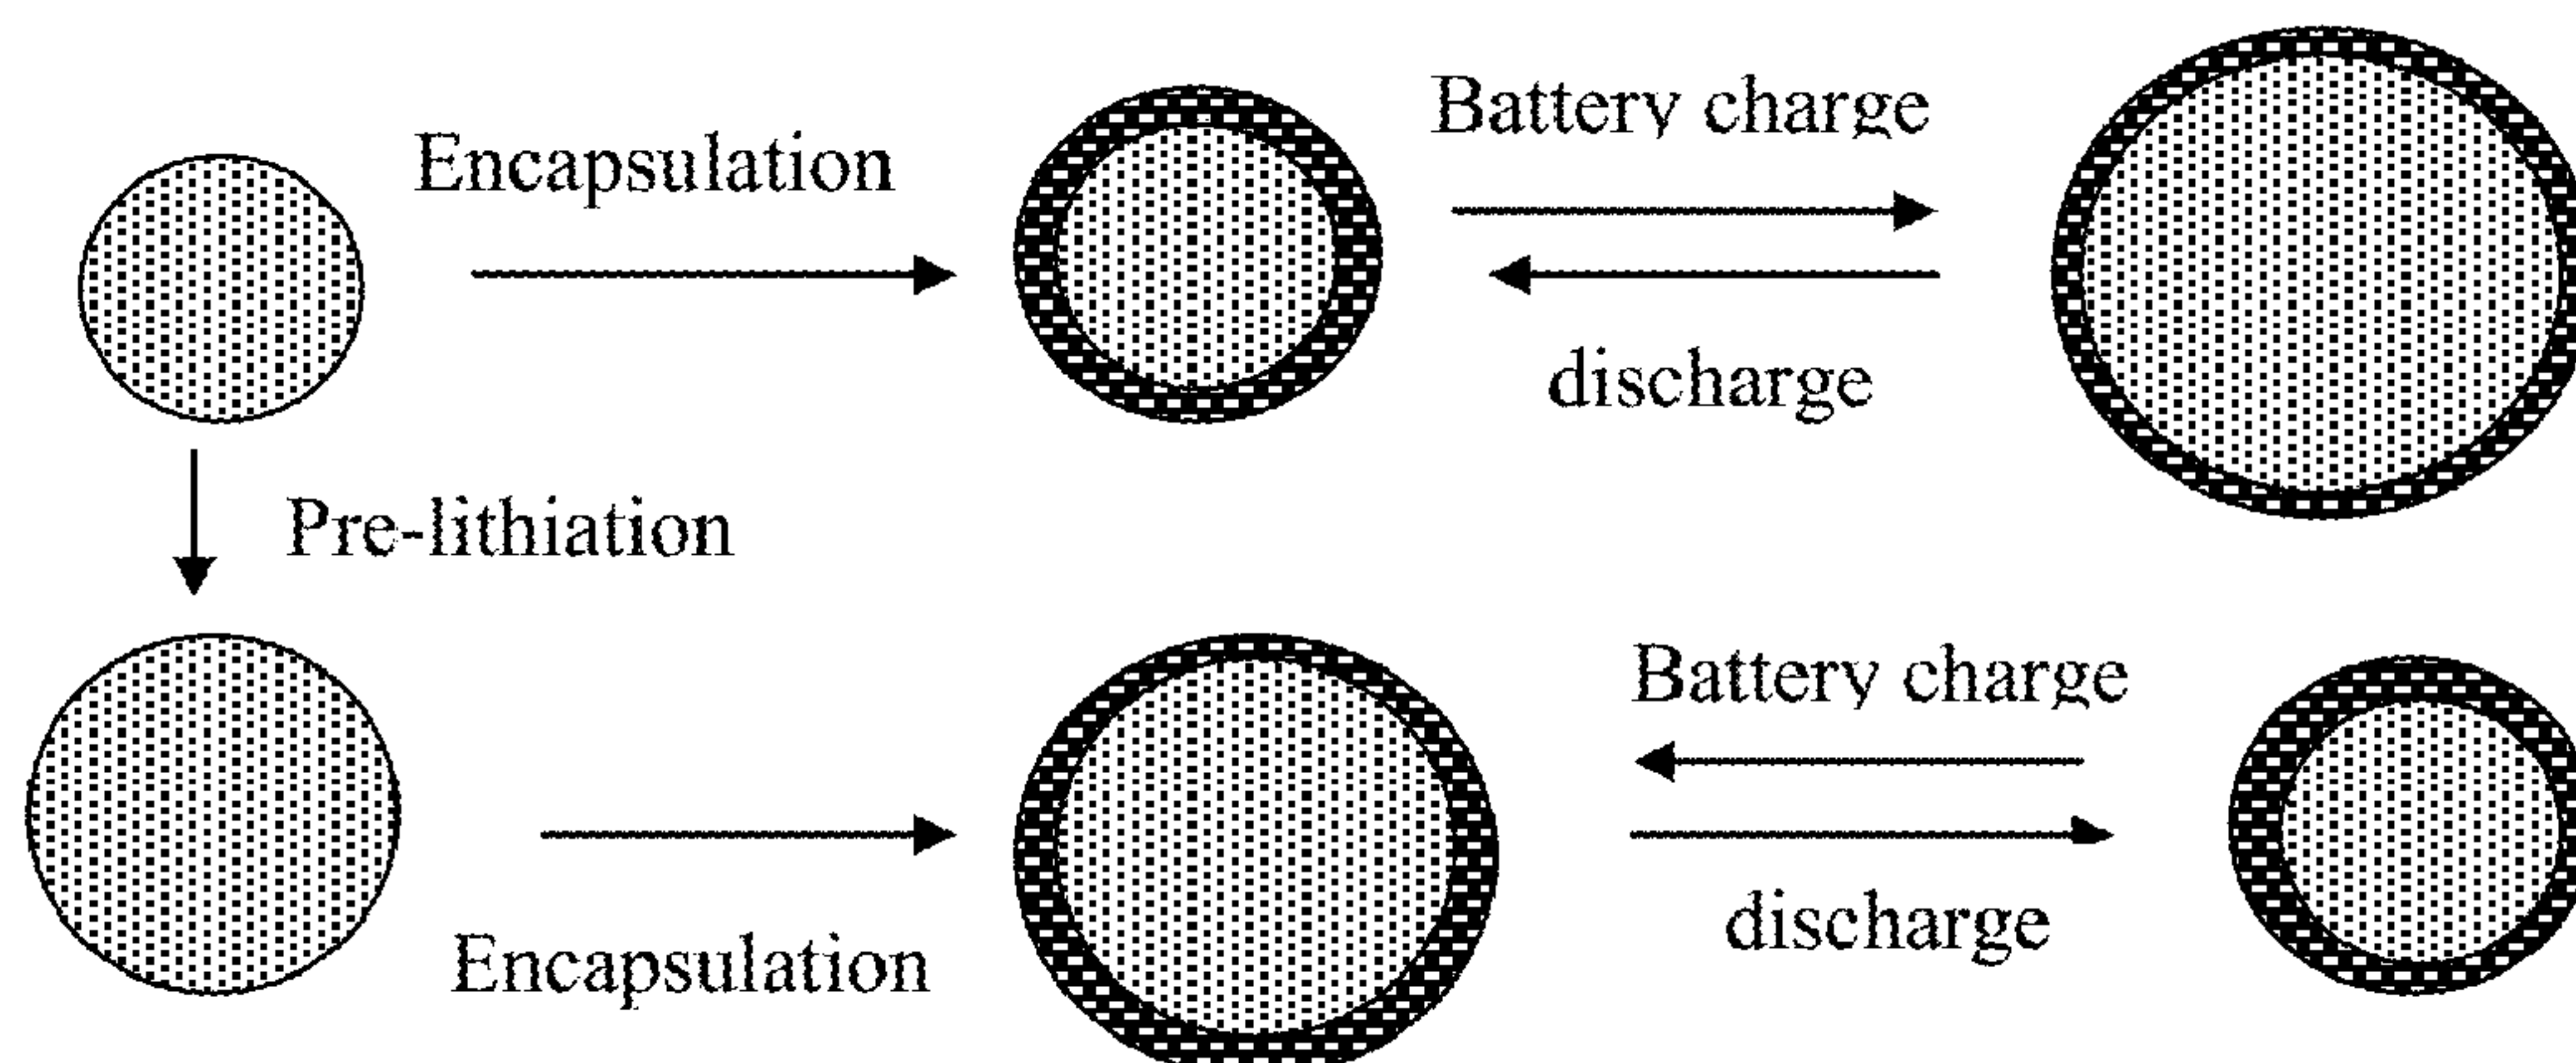 Encapsulation
Battery charge
discharge
Pre-lithiation
Encapsulation
Battery charge
discharge